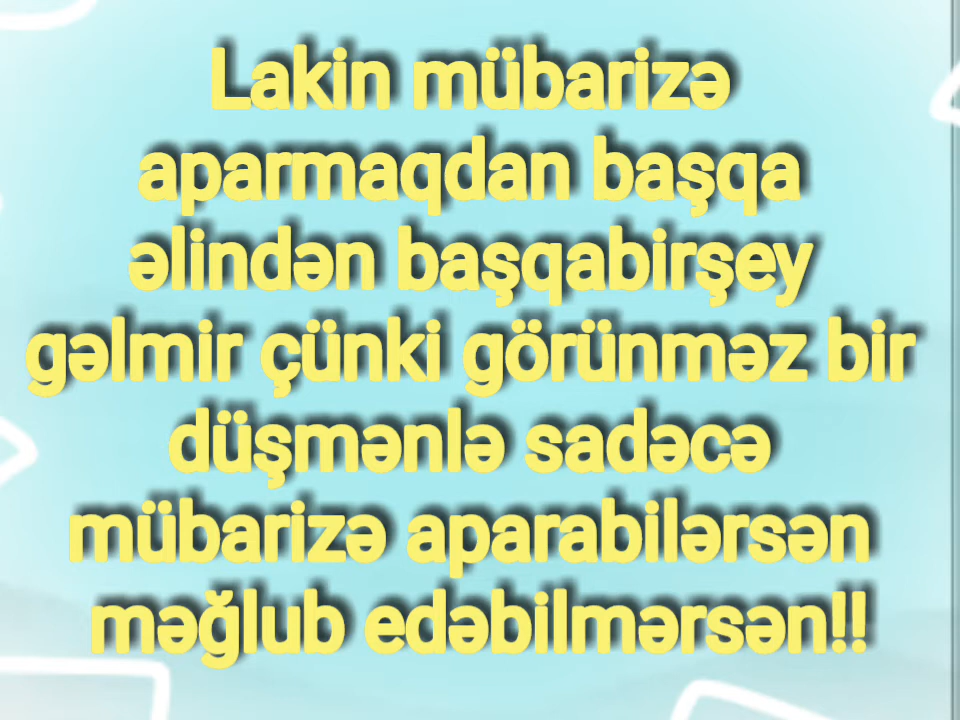 Lakin mübarizə
aparmaqdan başqa
əlindən başqabirşey
gəlmir çünki görünməz bir
düşmənlə sadəcə
mübarizə aparabilərsən
məğlub edəbilmərsən!!